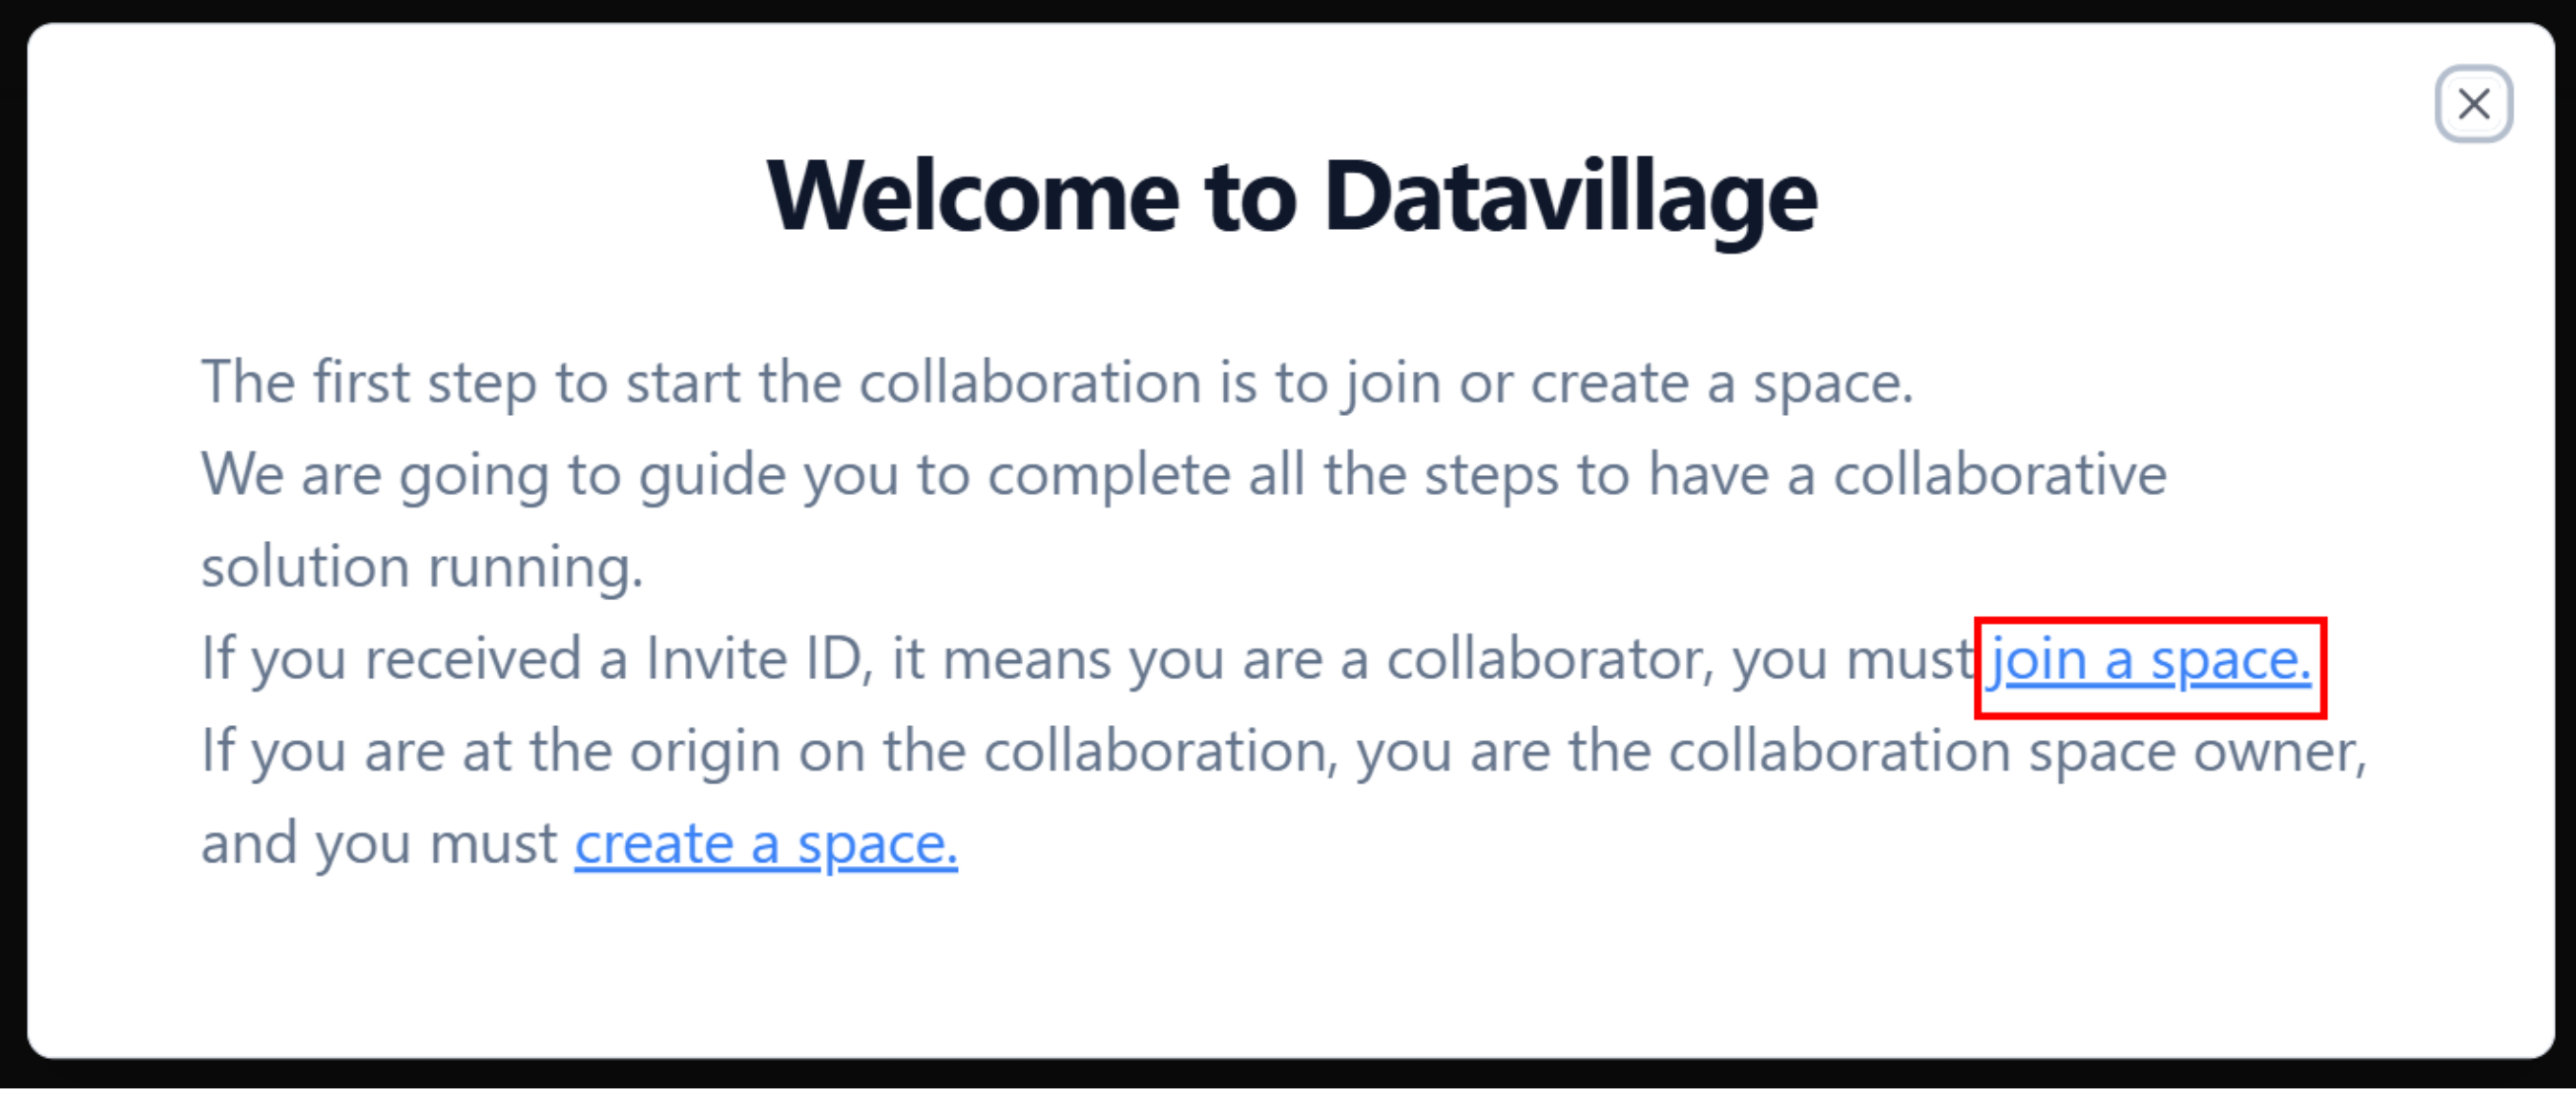 Welcome to Datavillage
The first step to start the collaboration is to join or create a space.
We are going to guide you to complete all the steps to have a collaborative
solution running.
If you received a Invite ID, it means you are a collaborator, you must join a space.
If you are at the origin on the collaboration, you are the collaboration space owner,
and you must create a space.